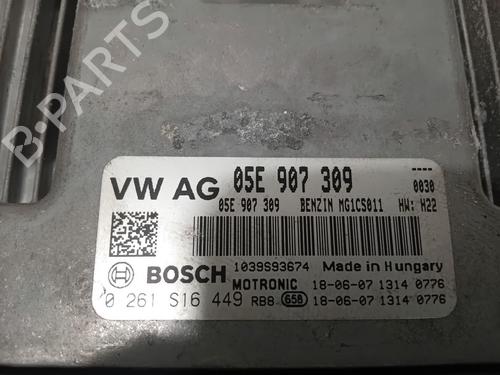 B-PARTS
VW AG 05E 907 309 ----
0030
05E 907 309 BENZIN MG1CS011 HW: H22
BOSCH 1039S93674 Made in Hungary
MOTRONIC 18-06-07 1314 0776
0 261 S16 449 RB8 G58 18-06-07 1314 0776